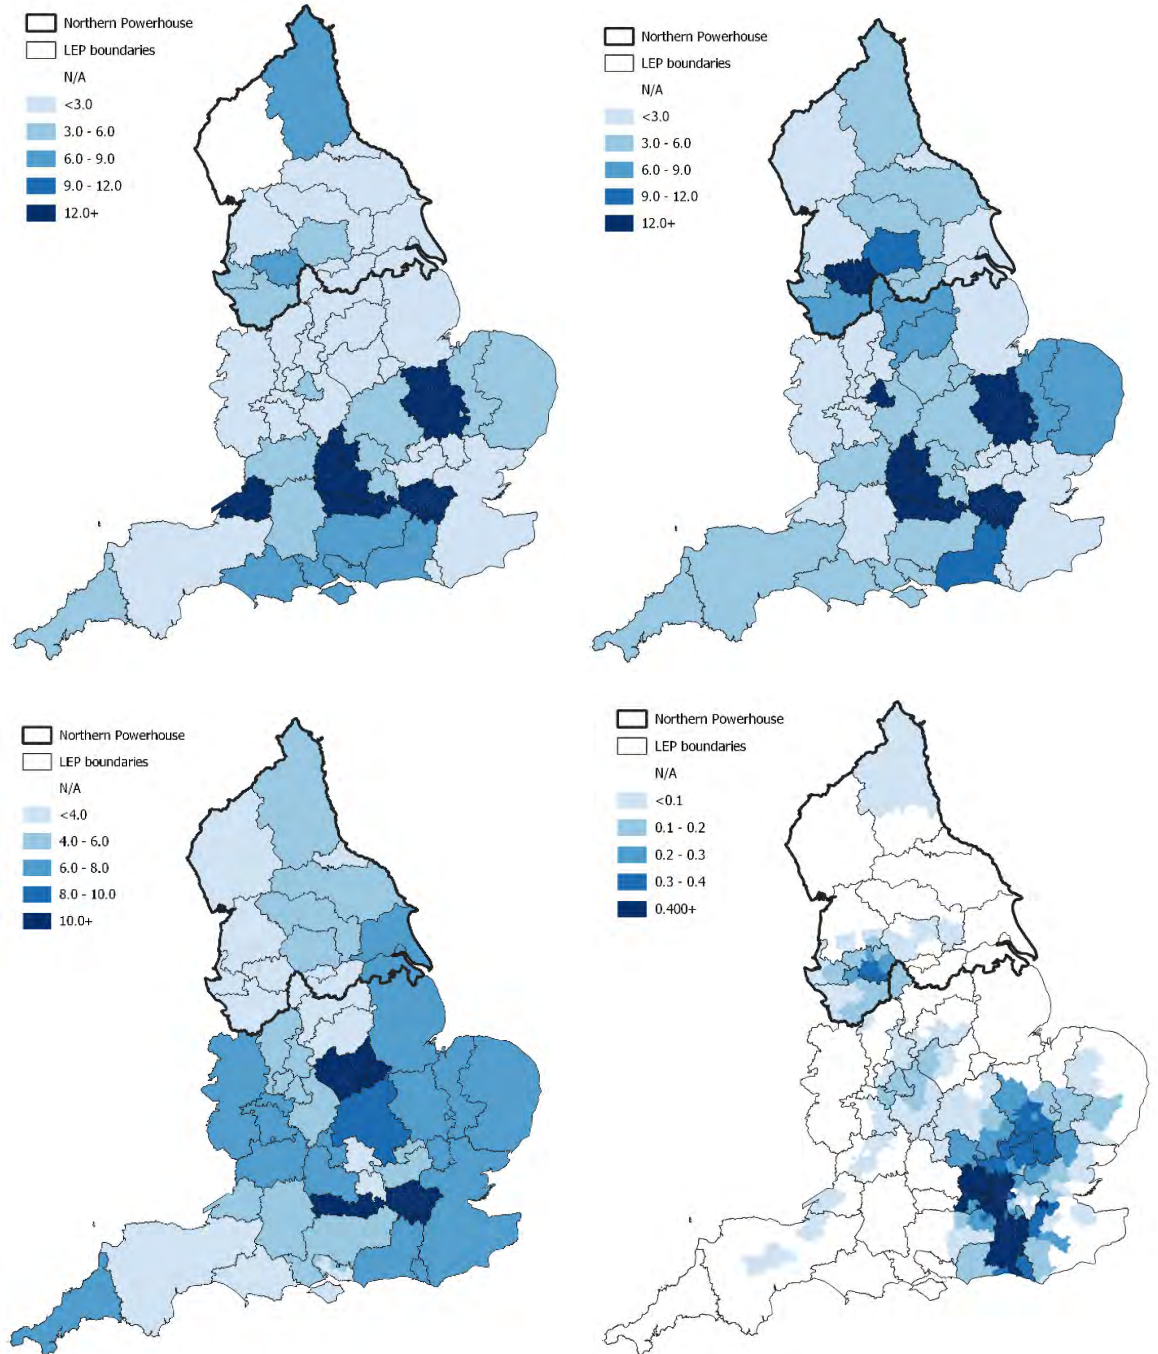 Northern Powerhouse
LEP boundaries
N/A
<3.0
3.0 - 6.0
6.0 - 9.0
9.0 - 12.0
12.0+
Northern Powerhouse
LEP boundaries
N/A
<3.0
3.0 - 6.0
6.0 - 9.0
9.0 - 12.0
12.0+
Northern Powerhouse
LEP boundaries
N/A
<4.0
4.0 - 6.0
6.0 - 8.0
8.0 - 10.0
10.0+
Northern Powerhouse
LEP boundaries
N/A
<0.1
0.1 - 0.2
0.2 - 0.3
0.3 - 0.4
0.400+